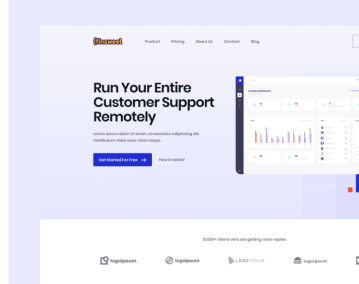 finsweet
Product Pricing About Us Contact Blog
Run Your Entire
Customer Support
Remotely
Lorem ipsum dolor sit amet, consectetur adipiscing elit.
Vestibulum vitae nunc vitae neque.
Get Started For Free → How it works?
10,000+ clients who are getting more replies
logoipsum logoipsum LOGOIPSUM logoipsum